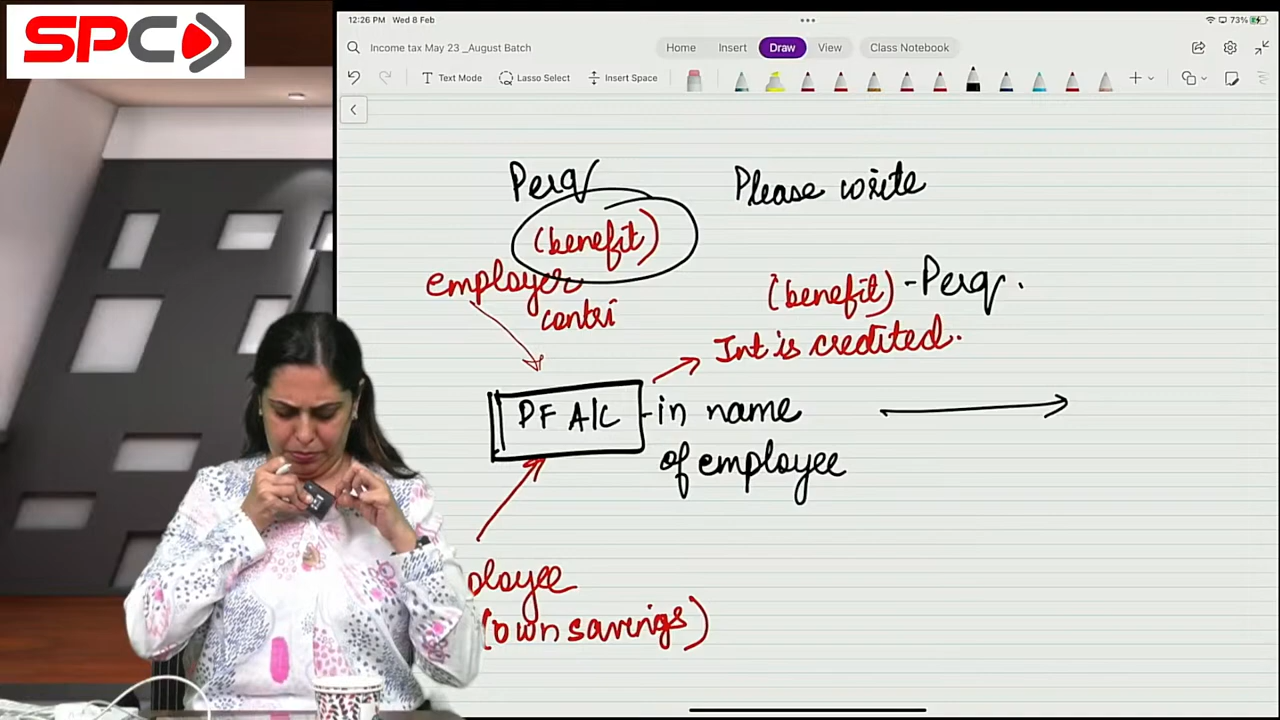 SPC
12:26 PM Wed 8 Feb
73%
Income tax May 23 _August Batch
Home Insert Draw View Class Notebook
Text Mode Lasso Select Insert Space
Perq Please write
(benefit)
employer
contri
(benefit) - Perq.
Int is credited.
PF A/C - in name
of employee
ployee
(own savings)